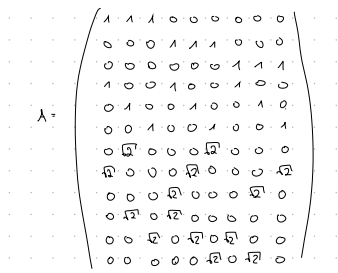 A =
1 1 1 0 0 0 0 0 0
0 0 0 1 1 1 0 0 0
0 0 0 0 0 0 1 1 1
1 0 0 1 0 0 1 0 0
0 1 0 0 1 0 0 1 0
0 0 1 0 0 1 0 0 1
0 √2 0 0 0 √2 0 0 0
√2 0 0 0 √2 0 0 0 √2
0 0 0 √2 0 0 0 √2 0
0 √2 0 √2 0 0 0 0 0
0 0 √2 0 √2 0 √2 0 0
0 0 0 0 0 √2 0 √2 0